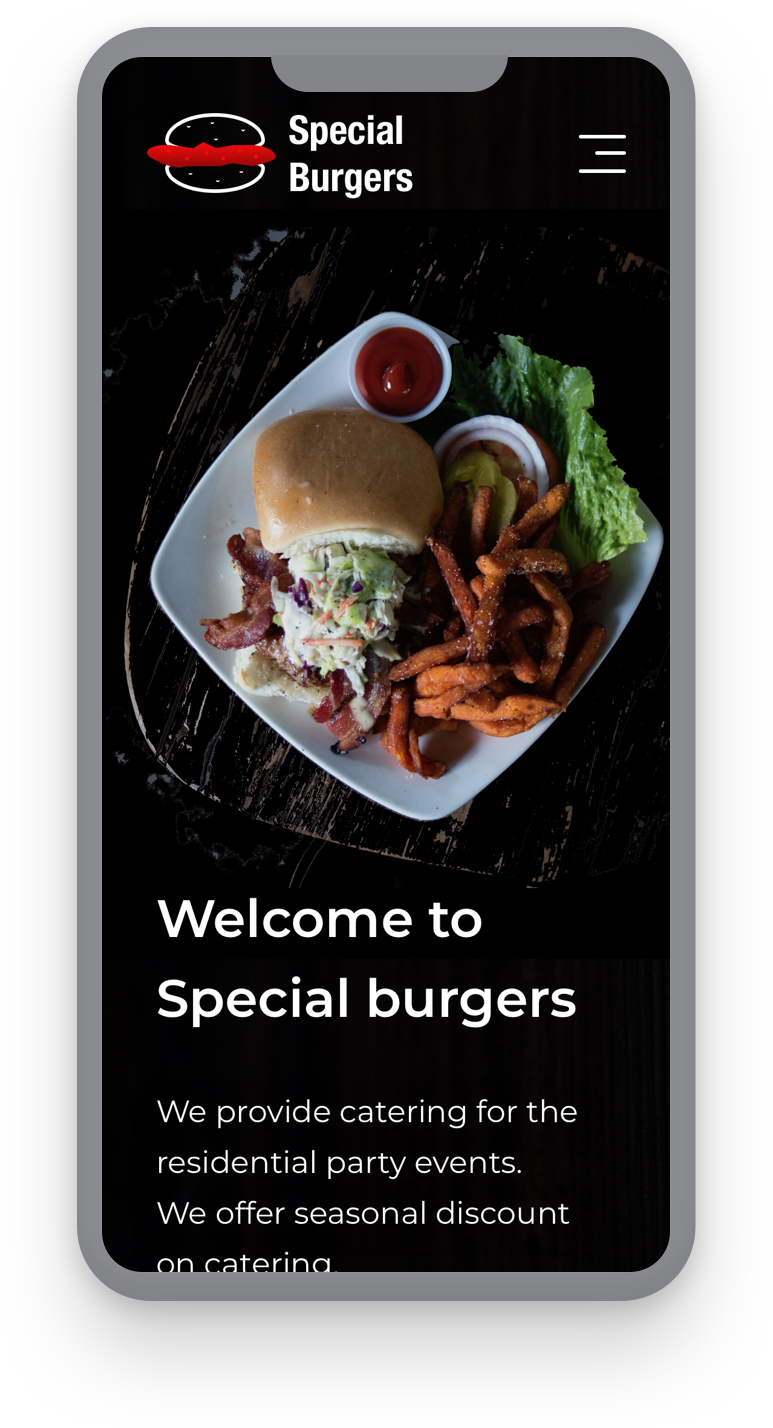 Special
Burgers
Welcome to
Special burgers
We provide catering for the
residential party events.
We offer seasonal discount
on catering.